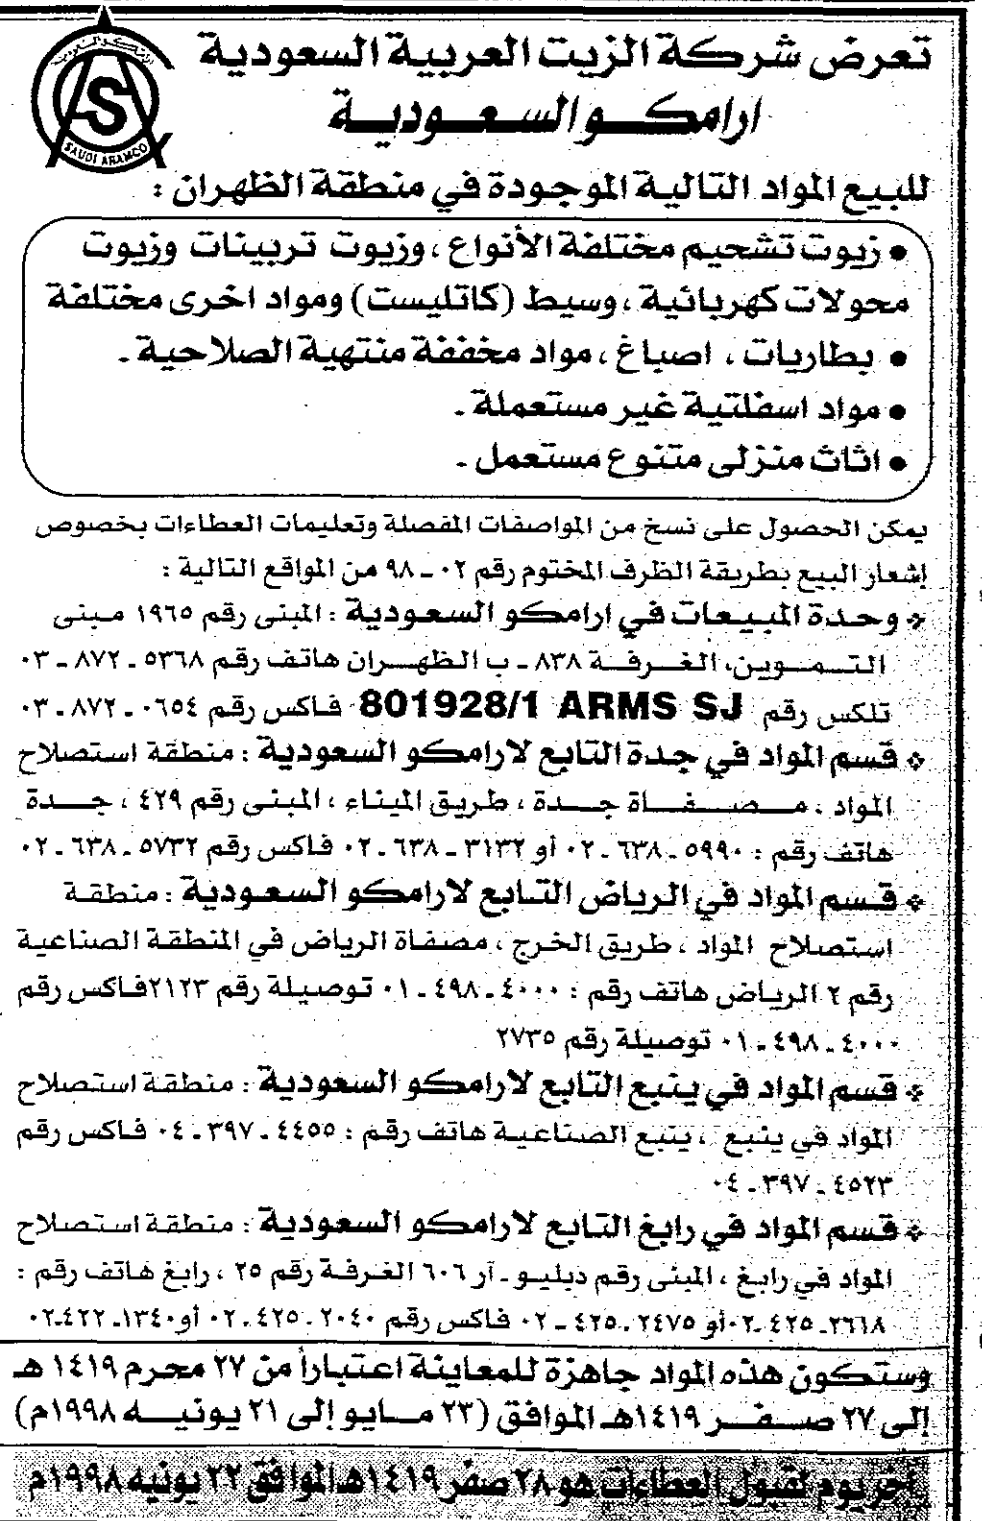 تعرض شركة الزيت العربية السعودية
ارامكو السعودية
SAUDI ARAMCO
للبيع المواد التالية الموجودة في منطقة الظهران :
• زيوت تشحيم مختلفة الأنواع ، وزيوت تربينات وزيوت
محولات كهربائية ، وسيط (كاتليست) ومواد اخرى مختلفة
• بطاريات ، اصباغ ، مواد مخففة منتهية الصلاحية .
• مواد اسفلتية غير مستعملة .
• اثاث منزلى متنوع مستعمل .
يمكن الحصول على نسخ من المواصفات المفصلة وتعليمات العطاءات بخصوص
إشعار البيع بطريقة الظرف المختوم رقم ٠٢ ـ ٩٨ من المواقع التالية :
❖ وحدة المبيعات في ارامكو السعودية : المبنى رقم ١٩٦٥ مبنى
التموين، الغرفة ٨٣٨ ـ ب الظهران هاتف رقم ٥٣٦٨ ـ ٨٧٢ ـ ٠٣
تلكس رقم 801928/1 ARMS SJ فاكس رقم ٠٦٥٤ ـ ٨٧٢ ـ ٠٣
❖ قسم المواد في جدة التابع لارامكو السعودية : منطقة استصلاح
المواد ، مصفاة جدة ، طريق الميناء ، المبنى رقم ٤٢٩ ، جدة
هاتف رقم : ٥٩٩٠ ـ ٦٣٨ ـ ٠٢ أو ٣١٣٢ ـ ٦٣٨ ـ ٠٢ فاكس رقم ٥٧٣٢ ـ ٦٣٨ ـ ٠٢
❖ قسم المواد في الرياض التابع لارامكو السعودية : منطقة
استصلاح المواد ، طريق الخرج ، مصفاة الرياض في المنطقة الصناعية
رقم ٢ الرياض هاتف رقم : ٤٠٠٠ ـ ٤٩٨ ـ ٠١ توصيلة رقم ٢١٢٣ فاكس رقم
٤٠٠٠ ـ ٤٩٨ ـ ٠١ توصيلة رقم ٢٧٣٥
❖ قسم المواد في ينبع التابع لارامكو السعودية : منطقة استصلاح
المواد في ينبع ، ينبع الصناعية هاتف رقم : ٤٤٥٥ ـ ٣٩٧ ـ ٠٤ فاكس رقم
٤٥٢٣ ـ ٣٩٧ ـ ٠٤
❖ قسم المواد في رابغ التابع لارامكو السعودية : منطقة استصلاح
المواد في رابغ ، المبنى رقم دبليو ـ آر ٦٠٦ الغرفة رقم ٢٥ ، رابغ هاتف رقم :
٢٦١٨ ـ ٤٢٥ ـ ٠٢ أو ٢٤٧٥ ـ ٤٢٥ ـ ٠٢ فاكس رقم ٢٠٤٠ ـ ٤٢٥ ـ ٠٢ أو ١٣٤٠ ـ ٤٢٢ ـ ٠٢
وستكون هذه المواد جاهزة للمعاينة اعتباراً من ٢٧ محرم ١٤١٩ هـ
إلى ٢٧ صفر ١٤١٩هـ الموافق (٢٣ مايو إلى ٢١ يونيه ١٩٩٨م)
آخر يوم لقبول العطاءات هو ٢٨ صفر ١٤١٩هـ الموافق ٢٢ يونيه ١٩٩٨م